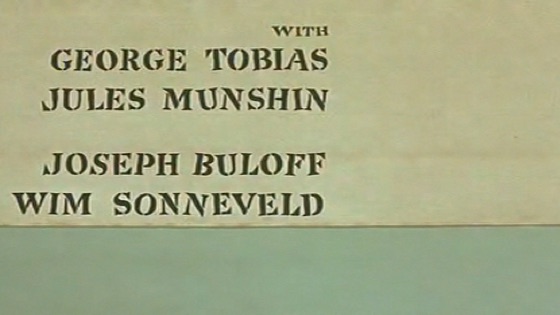 WITH
GEORGE TOBIAS
JULES MUNSHIN
JOSEPH BULOFF
WIM SONNEVELD